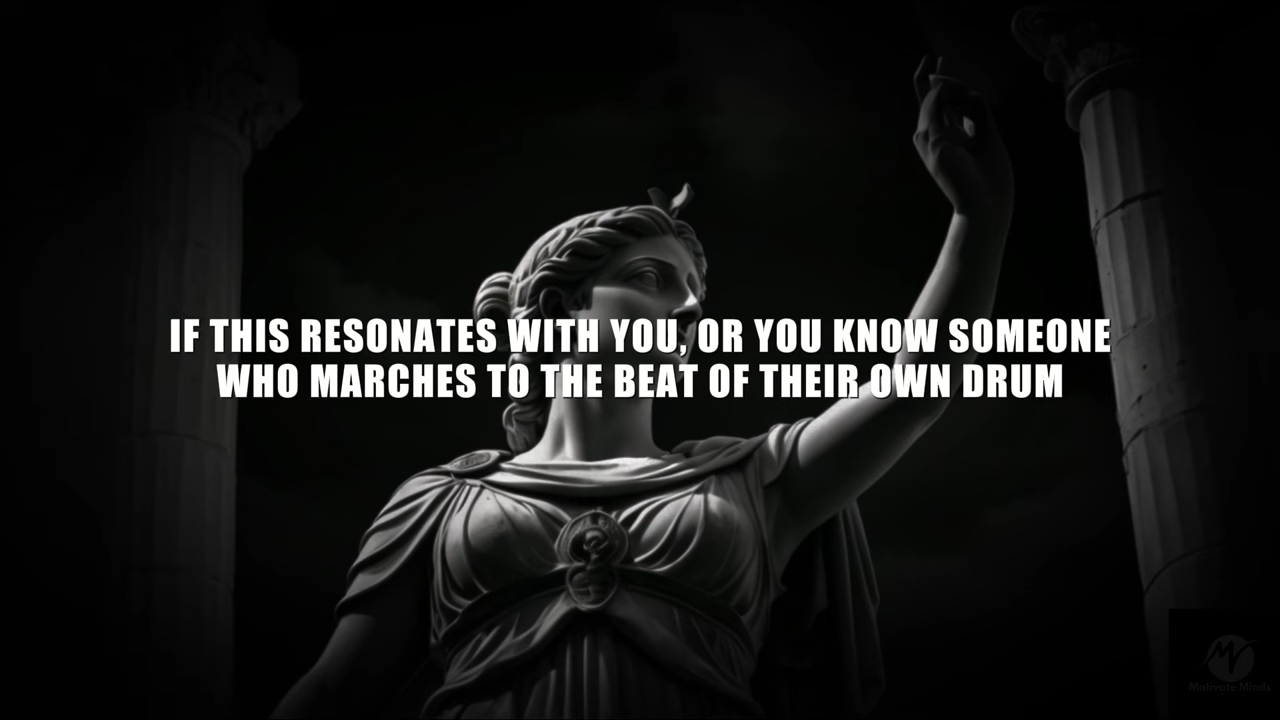 IF THIS RESONATES WITH YOU, OR YOU KNOW SOMEONE
WHO MARCHES TO THE BEAT OF THEIR OWN DRUM
Motivate Minds